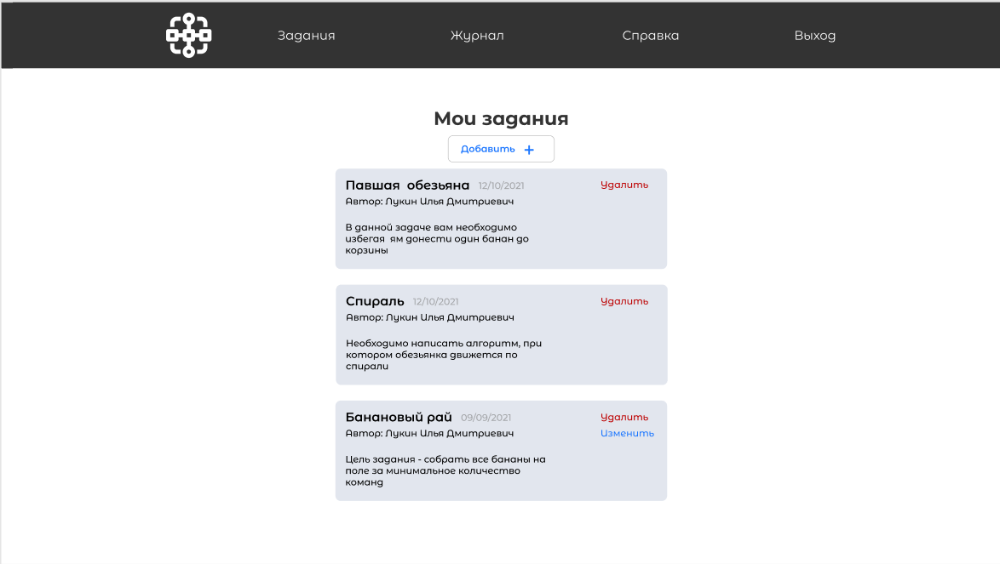 Задания Журнал Справка Выход
Мои задания
Добавить +
Павшая обезьяна 12/10/2021 Удалить
Автор: Лукин Илья Дмитриевич
В данной задаче вам необходимо
избегая ям донести один банан до
корзины
Спираль 12/10/2021 Удалить
Автор: Лукин Илья Дмитриевич
Необходимо написать алгоритм, при
котором обезьянка движется по
спирали
Банановый рай 09/09/2021 Удалить
Автор: Лукин Илья Дмитриевич Изменить
Цель задания - собрать все бананы на
поле за минимальное количество
команд